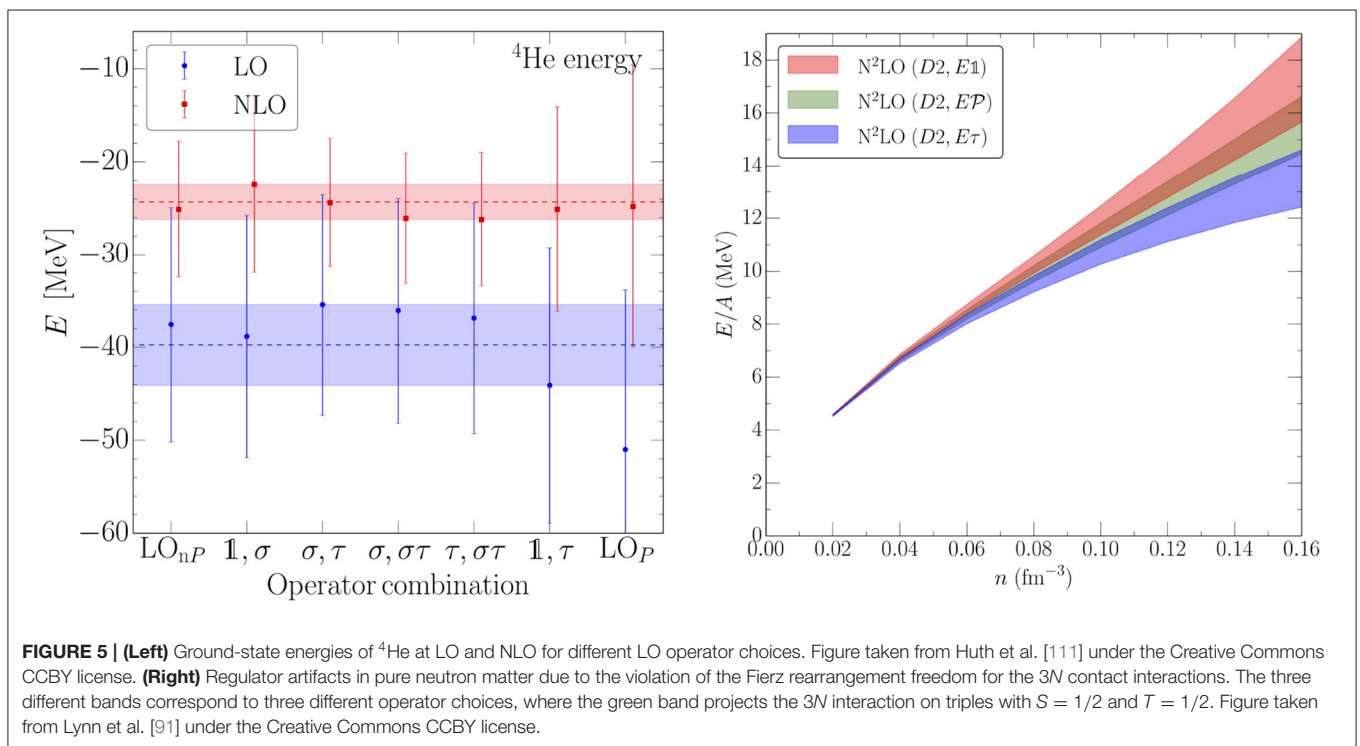 LO
NLO
⁴He energy
E [MeV]
−10
−20
−30
−40
−50
−60
LO_nP
𝟙, σ
σ, τ
σ, στ
τ, στ
𝟙, τ
LO_P
Operator combination
N²LO (D2, E𝟙)
N²LO (D2, E𝒫)
N²LO (D2, Eτ)
E/A (MeV)
18
16
14
12
10
8
6
4
2
0
0.00
0.02
0.04
0.06
0.08
0.10
0.12
0.14
0.16
n (fm⁻³)
FIGURE 5 | (Left) Ground-state energies of ⁴He at LO and NLO for different LO operator choices. Figure taken from Huth et al. [111] under the Creative Commons
CCBY license. (Right) Regulator artifacts in pure neutron matter due to the violation of the Fierz rearrangement freedom for the 3N contact interactions. The three
different bands correspond to three different operator choices, where the green band projects the 3N interaction on triples with S = 1/2 and T = 1/2. Figure taken
from Lynn et al. [91] under the Creative Commons CCBY license.